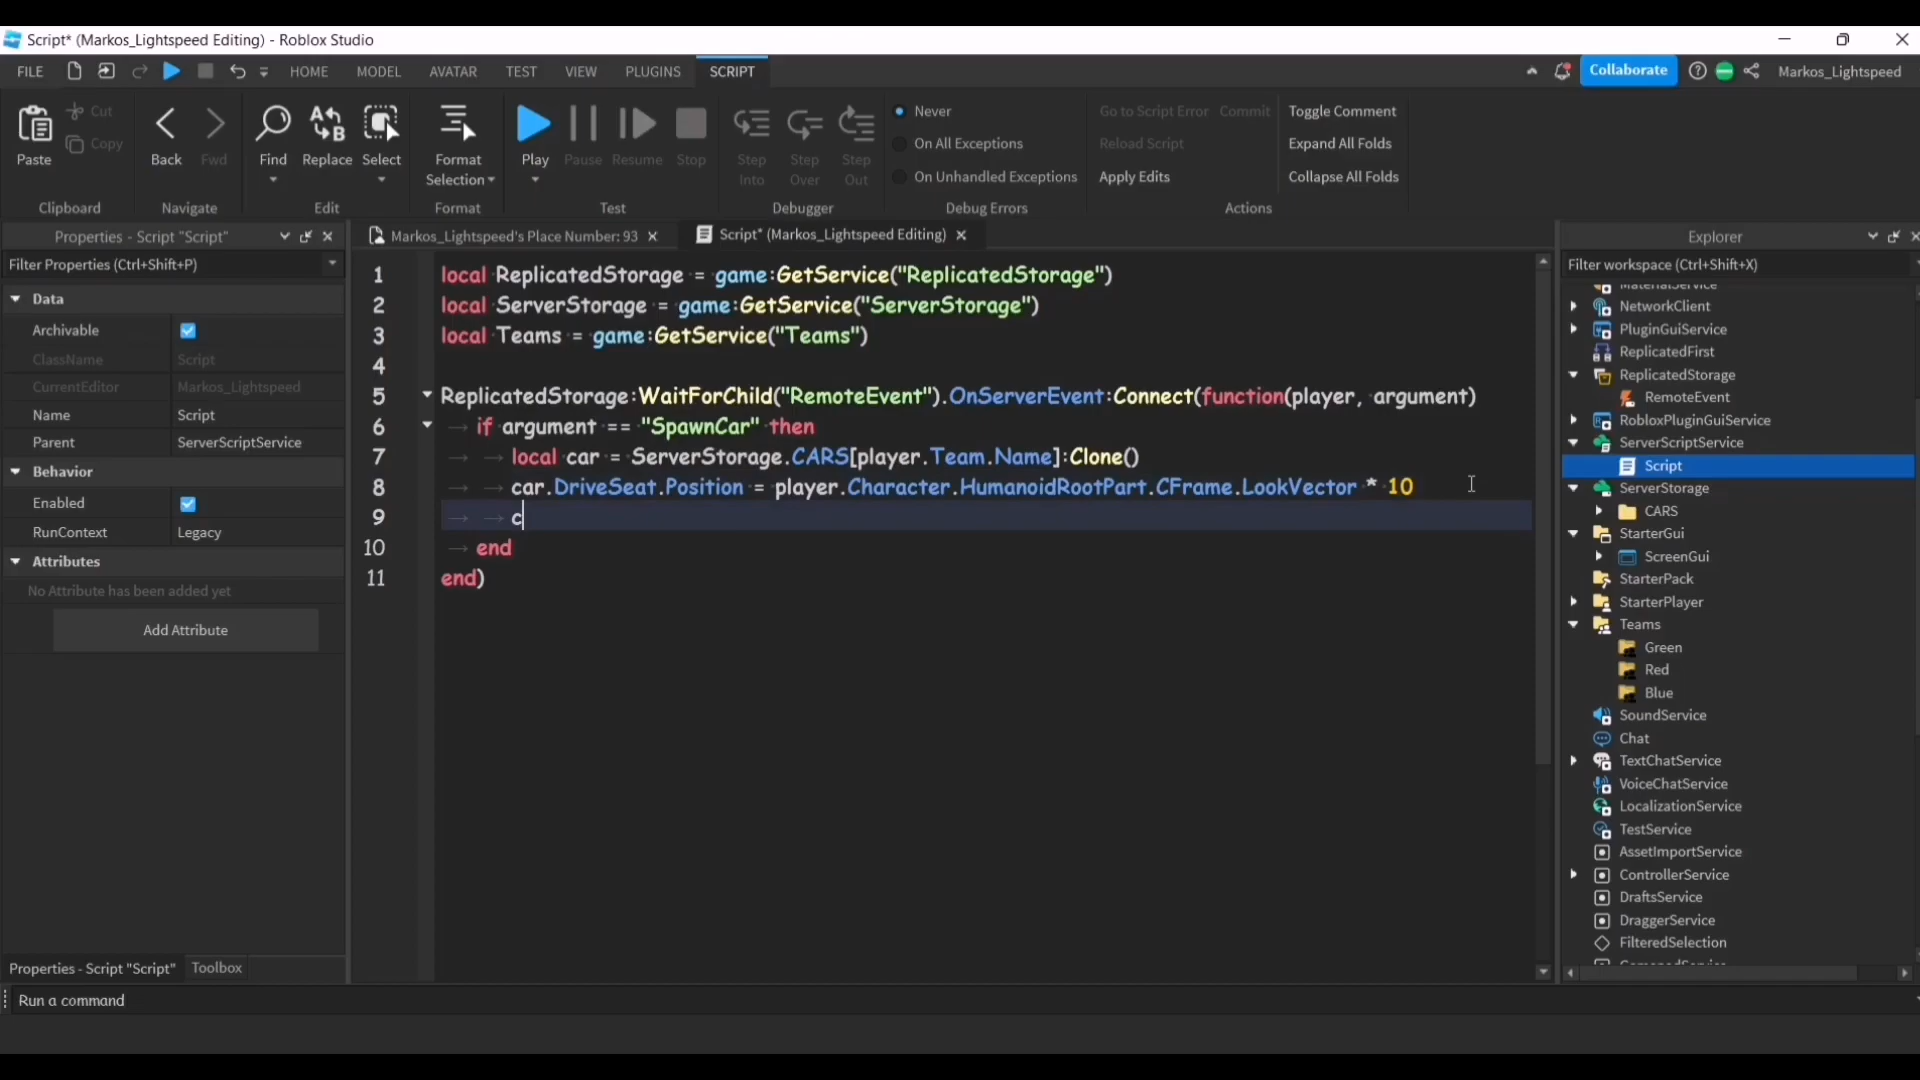 Script* (Markos_Lightspeed Editing) - Roblox Studio
FILE HOME MODEL AVATAR TEST VIEW PLUGINS SCRIPT Collaborate Markos_Lightspeed
Paste Cut Copy
Clipboard
Back Fwd
Navigate
Find Replace Select
Edit
Format Selection
Format
Play Pause Resume Stop
Test
Step Into Step Over Step Out
Debugger
Never
On All Exceptions
On Unhandled Exceptions
Debug Errors
Go to Script Error Commit
Reload Script
Apply Edits
Toggle Comment
Expand All Folds
Collapse All Folds
Actions
Properties - Script "Script"
Filter Properties (Ctrl+Shift+P)
Data
Archivable
ClassName Script
CurrentEditor Markos_Lightspeed
Name Script
Parent ServerScriptService
Behavior
Enabled
RunContext Legacy
Attributes
No Attribute has been added yet
Add Attribute
Properties - Script "Script" Toolbox
Run a command
Markos_Lightspeed's Place Number: 93 Script* (Markos_Lightspeed Editing)
1 local ReplicatedStorage = game:GetService("ReplicatedStorage")
2 local ServerStorage = game:GetService("ServerStorage")
3 local Teams = game:GetService("Teams")
4
5 ReplicatedStorage:WaitForChild("RemoteEvent").OnServerEvent:Connect(function(player, argument)
6 if argument == "SpawnCar" then
7 local car = ServerStorage.CARS[player.Team.Name]:Clone()
8 car.DriveSeat.Position = player.Character.HumanoidRootPart.CFrame.LookVector * 10
9 c
10 end
11 end)
Explorer
Filter workspace (Ctrl+Shift+X)
MaterialService
NetworkClient
PluginGuiService
ReplicatedFirst
ReplicatedStorage
RemoteEvent
RobloxPluginGuiService
ServerScriptService
Script
ServerStorage
CARS
StarterGui
ScreenGui
StarterPack
StarterPlayer
Teams
Green
Red
Blue
SoundService
Chat
TextChatService
VoiceChatService
LocalizationService
TestService
AssetImportService
ControllerService
DraftsService
DraggerService
FilteredSelection